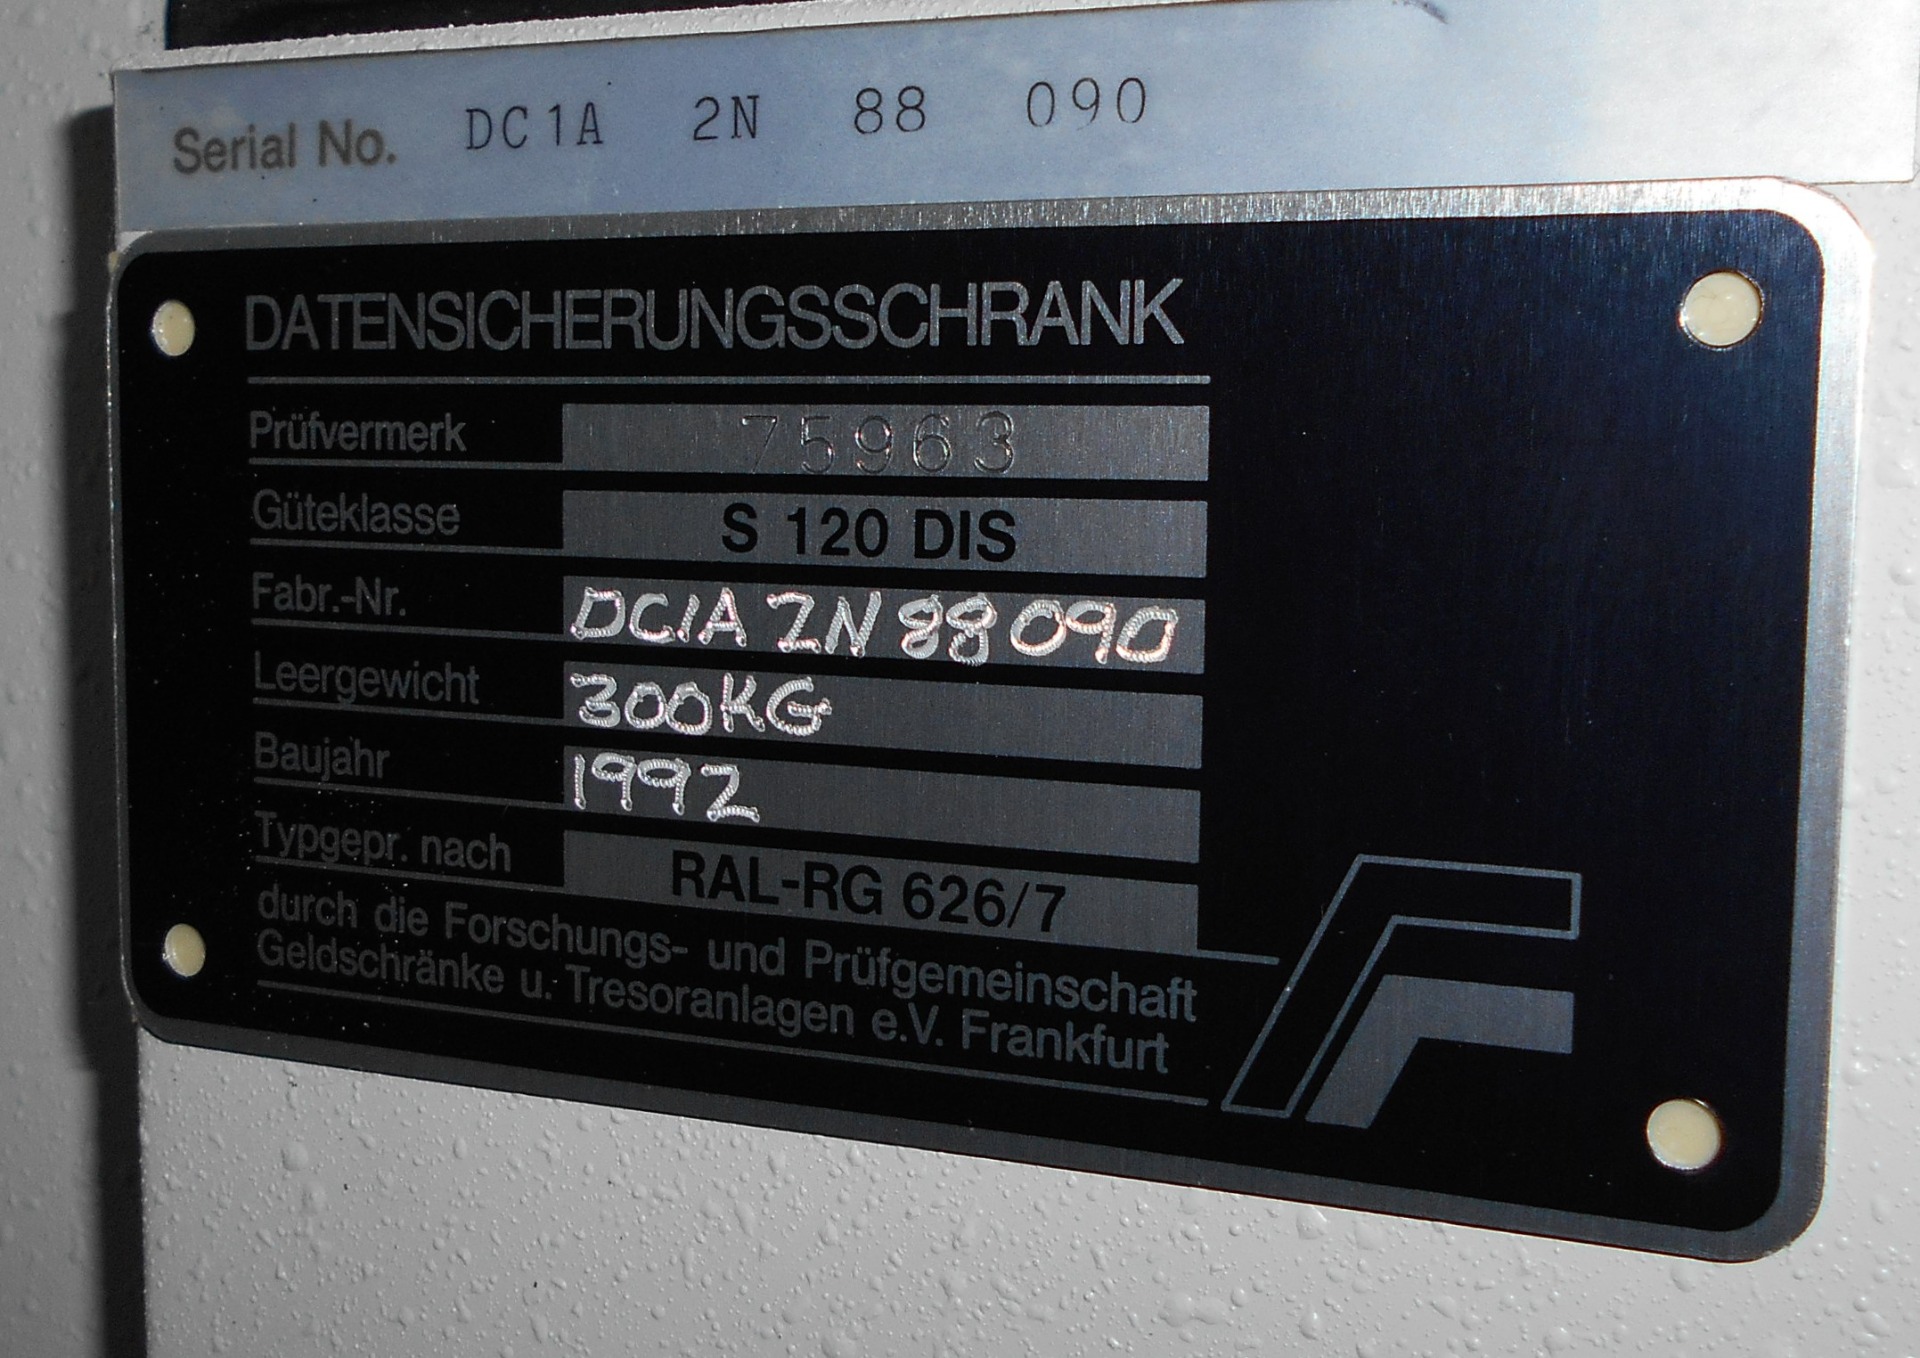 Serial No. DC1A 2N 88 090
DATENSICHERUNGSSCHRANK
Prüfvermerk 75963
Güteklasse S 120 DIS
Fabr.-Nr. DC1A 2N 88 090
Leergewicht 300KG
Baujahr 1992
Typgepr. nach RAL-RG 626/7
durch die Forschungs- und Prüfgemeinschaft
Geldschränke u. Tresoranlagen e.V. Frankfurt